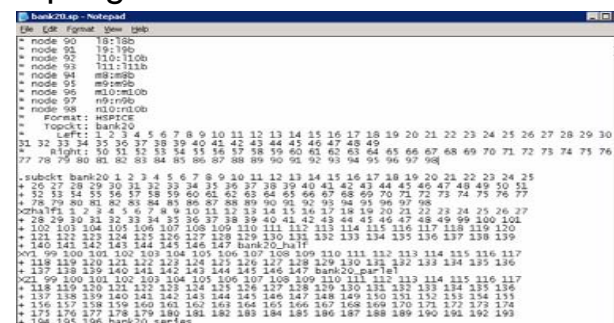 bank20.sp - Notepad
File Edit Format View Help
* node 90 l8:l8b
* node 91 l9:l9b
* node 92 l10:l10b
* node 93 l11:l11b
* node 94 m8:m8b
* node 95 m9:m9b
* node 96 m10:m10b
* node 97 n9:n9b
* node 98 n10:n10b
* Format: HSPICE
* Topckt: bank20
* Left: 1 2 3 4 5 6 7 8 9 10 11 12 13 14 15 16 17 18 19 20 21 22 23 24 25 26 27 28 29 30
31 32 33 34 35 36 37 38 39 40 41 42 43 44 45 46 47 48 49
* Right: 50 51 52 53 54 55 56 57 58 59 60 61 62 63 64 65 66 67 68 69 70 71 72 73 74 75 76
77 78 79 80 81 82 83 84 85 86 87 88 89 90 91 92 93 94 95 96 97 98
.subckt bank20 1 2 3 4 5 6 7 8 9 10 11 12 13 14 15 16 17 18 19 20 21 22 23 24 25
+ 26 27 28 29 30 31 32 33 34 35 36 37 38 39 40 41 42 43 44 45 46 47 48 49 50 51
+ 52 53 54 55 56 57 58 59 60 61 62 63 64 65 66 67 68 69 70 71 72 73 74 75 76 77
+ 78 79 80 81 82 83 84 85 86 87 88 89 90 91 92 93 94 95 96 97 98
XZhalf1 1 2 3 4 5 6 7 8 9 10 11 12 13 14 15 16 17 18 19 20 21 22 23 24 25 26 27
+ 28 29 30 31 32 33 34 35 36 37 38 39 40 41 42 43 44 45 46 47 48 49 99 100 101
+ 102 103 104 105 106 107 108 109 110 111 112 113 114 115 116 117 118 119 120
+ 121 122 123 124 125 126 127 128 129 130 131 132 133 134 135 136 137 138 139
+ 140 141 142 143 144 145 146 147 bank20_half
XY1 99 100 101 102 103 104 105 106 107 108 109 110 111 112 113 114 115 116 117
+ 118 119 120 121 122 123 124 125 126 127 128 129 130 131 132 133 134 135 136
+ 137 138 139 140 141 142 143 144 145 146 147 bank20_parlel
XZ1 99 100 101 102 103 104 105 106 107 108 109 110 111 112 113 114 115 116 117
+ 118 119 120 121 122 123 124 125 126 127 128 129 130 131 132 133 134 135 136
+ 137 138 139 140 141 142 143 144 145 146 147 148 149 150 151 152 153 154 155
+ 156 157 158 159 160 161 162 163 164 165 166 167 168 169 170 171 172 173 174
+ 175 176 177 178 179 180 181 182 183 184 185 186 187 188 189 190 191 192 193
+ 194 195 196 bank20_series